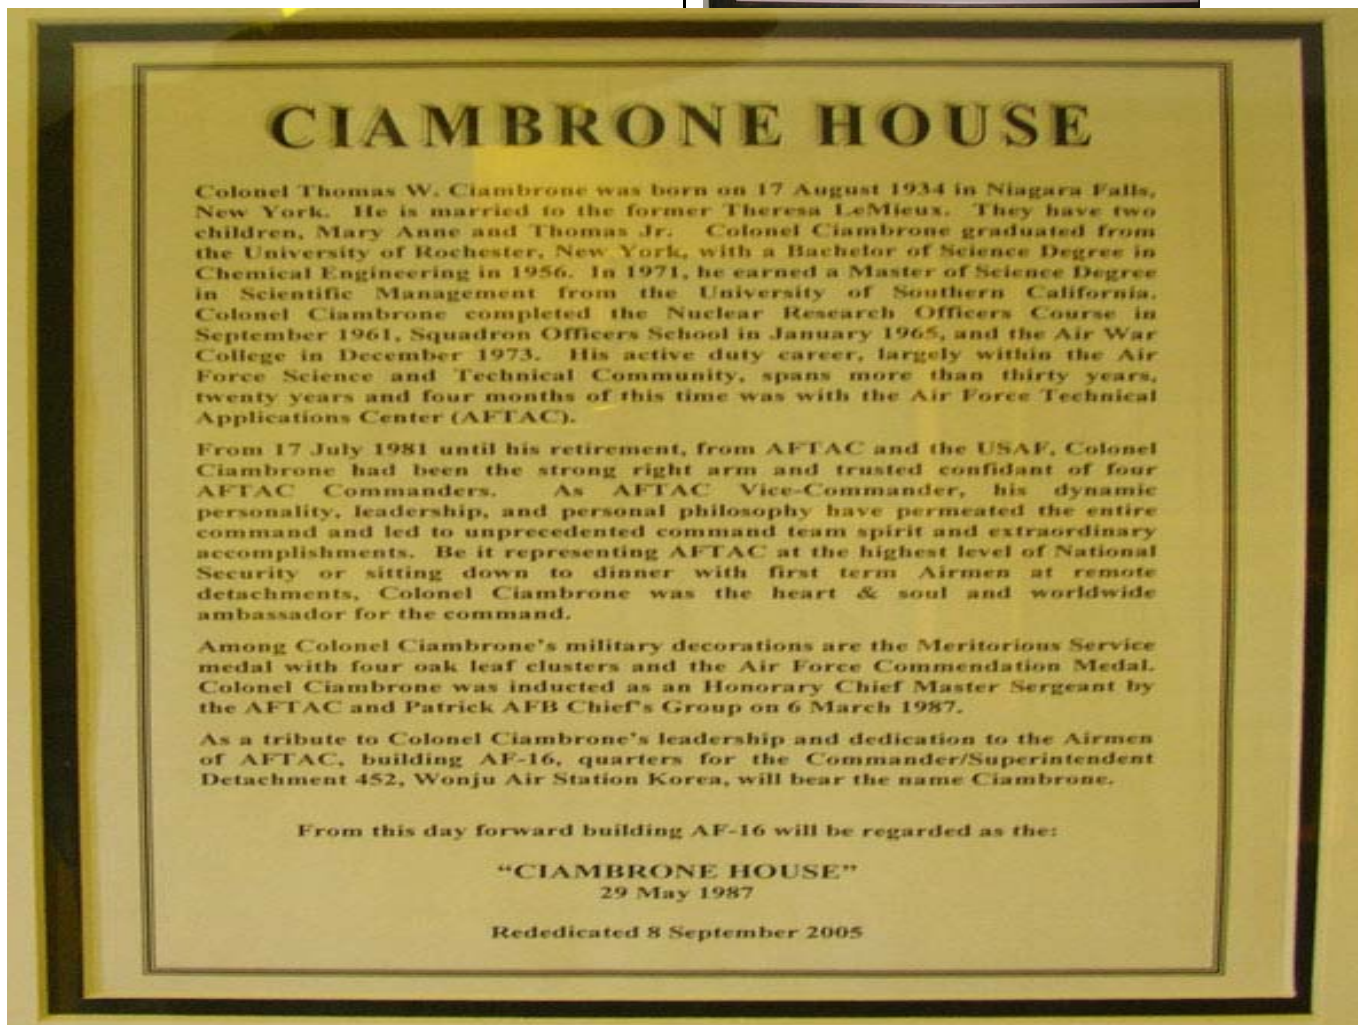 CIAMBRONE HOUSE
Colonel Thomas W. Ciambrone was born on 17 August 1934 in Niagara Falls,
New York. He is married to the former Theresa LeMieux. They have two
children, Mary Anne and Thomas Jr. Colonel Ciambrone graduated from
the University of Rochester, New York, with a Bachelor of Science Degree in
Chemical Engineering in 1956. In 1971, he earned a Master of Science Degree
in Scientific Management from the University of Southern California.
Colonel Ciambrone completed the Nuclear Research Officers Course in
September 1961, Squadron Officers School in January 1965, and the Air War
College in December 1973. His active duty career, largely within the Air
Force Science and Technical Community, spans more than thirty years,
twenty years and four months of this time was with the Air Force Technical
Applications Center (AFTAC).
From 17 July 1981 until his retirement, from AFTAC and the USAF, Colonel
Ciambrone had been the strong right arm and trusted confidant of four
AFTAC Commanders. As AFTAC Vice-Commander, his dynamic
personality, leadership, and personal philosophy have permeated the entire
command and led to unprecedented command team spirit and extraordinary
accomplishments. Be it representing AFTAC at the highest level of National
Security or sitting down to dinner with first term Airmen at remote
detachments, Colonel Ciambrone was the heart & soul and worldwide
ambassador for the command.
Among Colonel Ciambrone's military decorations are the Meritorious Service
medal with four oak leaf clusters and the Air Force Commendation Medal.
Colonel Ciambrone was inducted as an Honorary Chief Master Sergeant by
the AFTAC and Patrick AFB Chief's Group on 6 March 1987.
As a tribute to Colonel Ciambrone's leadership and dedication to the Airmen
of AFTAC, building AF-16, quarters for the Commander/Superintendent
Detachment 452, Wonju Air Station Korea, will bear the name Ciambrone.
From this day forward building AF-16 will be regarded as the:
"CIAMBRONE HOUSE"
29 May 1987
Rededicated 8 September 2005